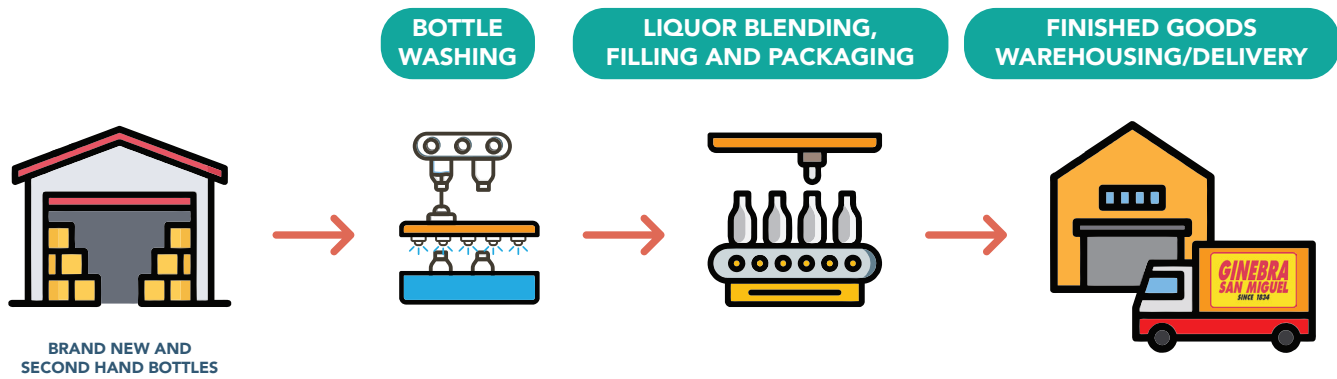 BOTTLE
WASHING
LIQUOR BLENDING,
FILLING AND PACKAGING
FINISHED GOODS
WAREHOUSING/DELIVERY
GINEBRA
SAN MIGUEL
SINCE 1834
BRAND NEW AND
SECOND HAND BOTTLES